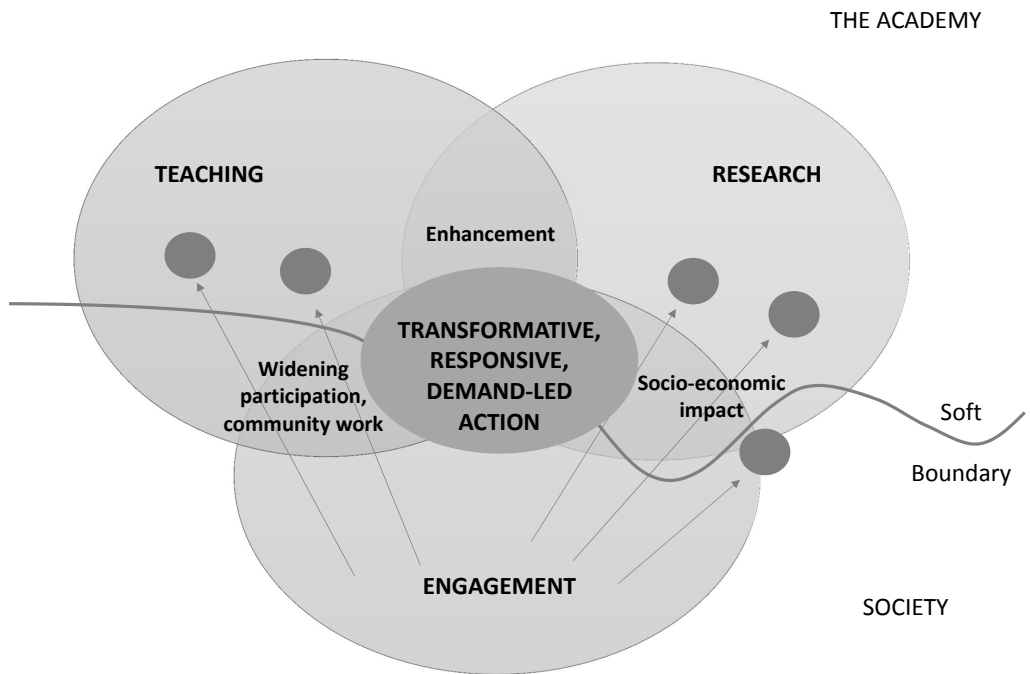 THE ACADEMY
TEACHING
RESEARCH
Enhancement
TRANSFORMATIVE,
RESPONSIVE,
DEMAND-LED
ACTION
Widening
participation,
community work
Socio-economic
impact
Soft
Boundary
ENGAGEMENT
SOCIETY